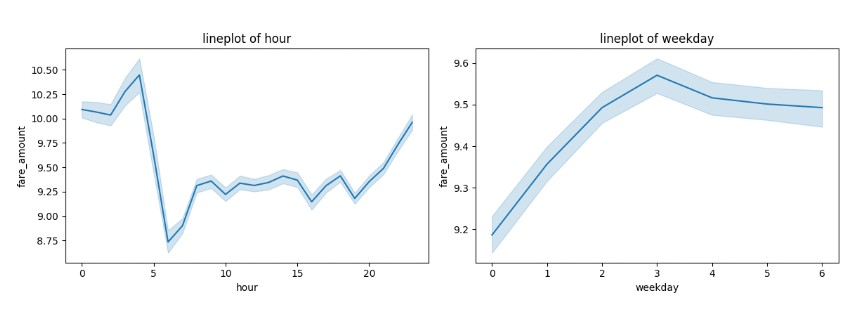 lineplot of hour
fare_amount
10.50
10.25
10.00
9.75
9.50
9.25
9.00
8.75
0 5 10 15 20
hour
lineplot of weekday
fare_amount
9.6
9.5
9.4
9.3
9.2
0 1 2 3 4 5 6
weekday